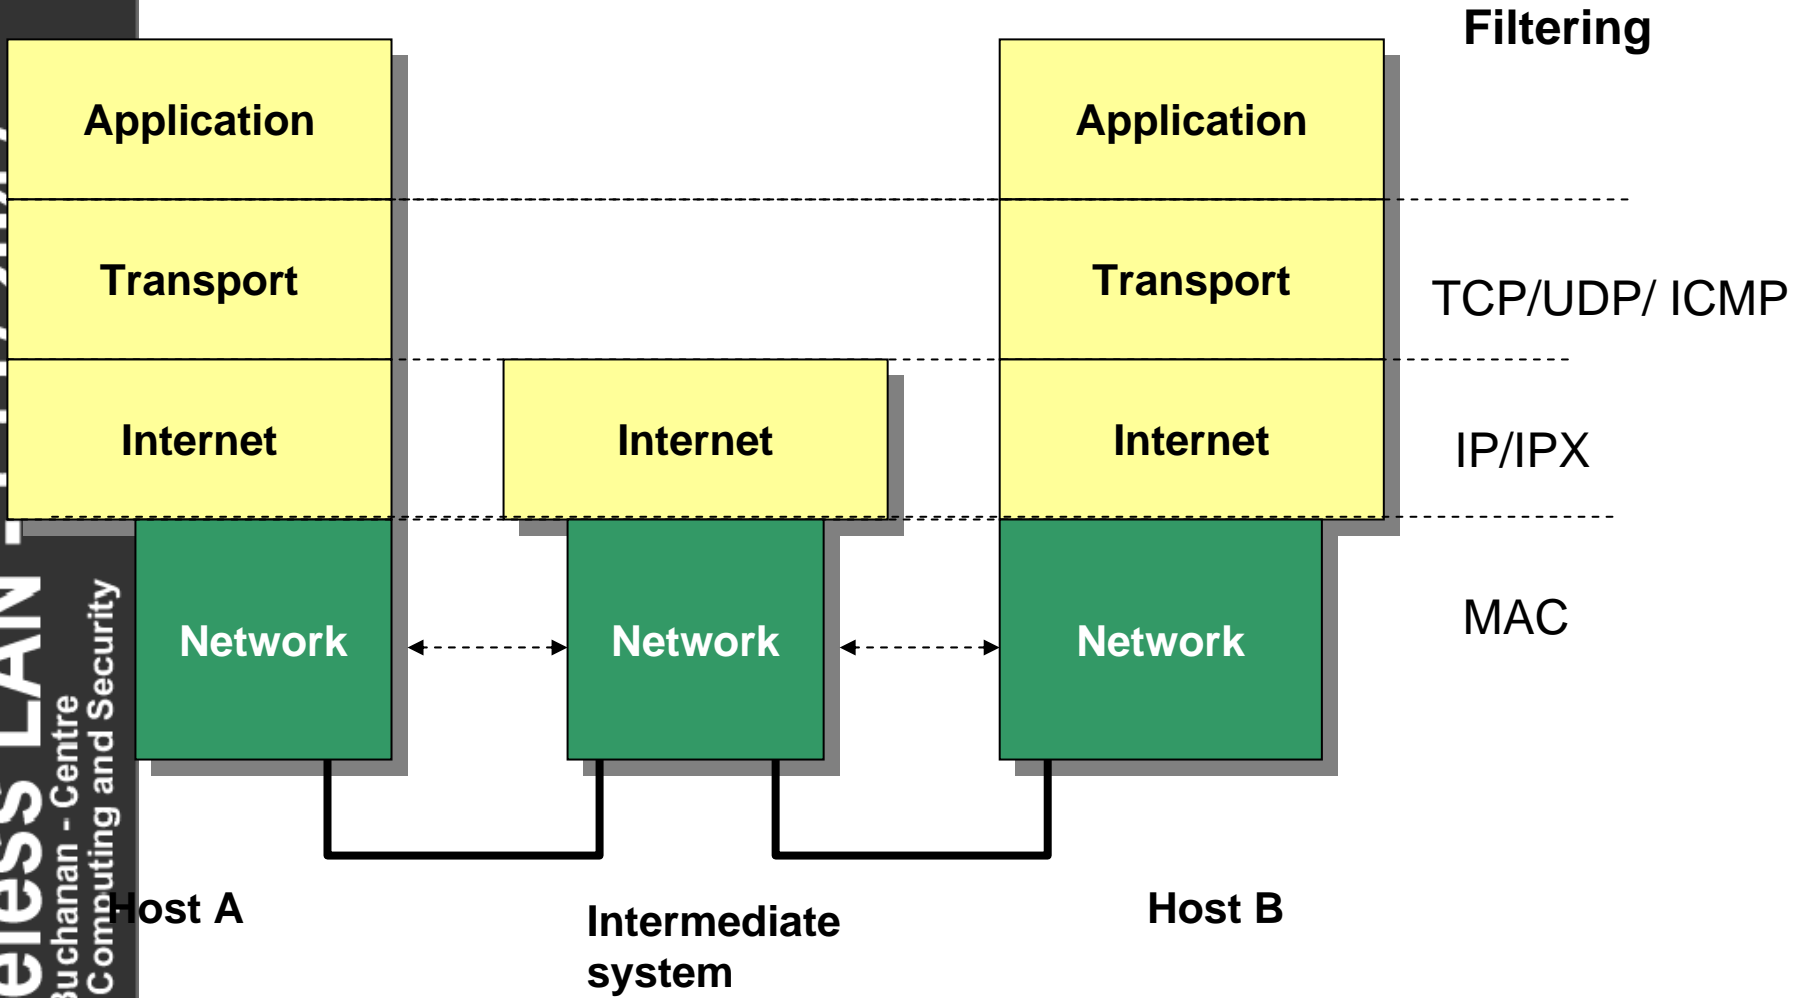 Filtering
Application
Application
Transport
Transport
TCP/UDP/ ICMP
Internet
Internet
Internet
IP/IPX
Network
Network
Network
MAC
Host A
Intermediate
system
Host B
LAN
Buchanan - Centre
Computing and Security